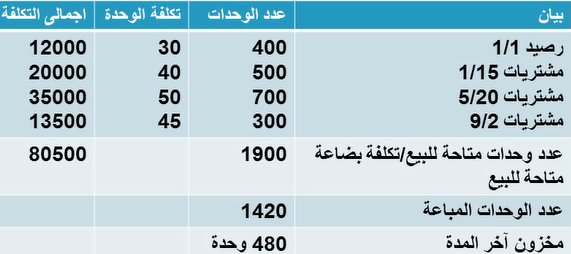 بيان عدد الوحدات تكلفة الوحدة اجمالى التكلفة
رصيد 1/1 400 30 12000
مشتريات 1/15 500 40 20000
مشتريات 5/20 700 50 35000
مشتريات 9/2 300 45 13500
عدد وحدات متاحة للبيع/تكلفة بضاعة 1900 80500
متاحة للبيع
عدد الوحدات المباعة 1420
مخزون آخر المدة 480 وحدة